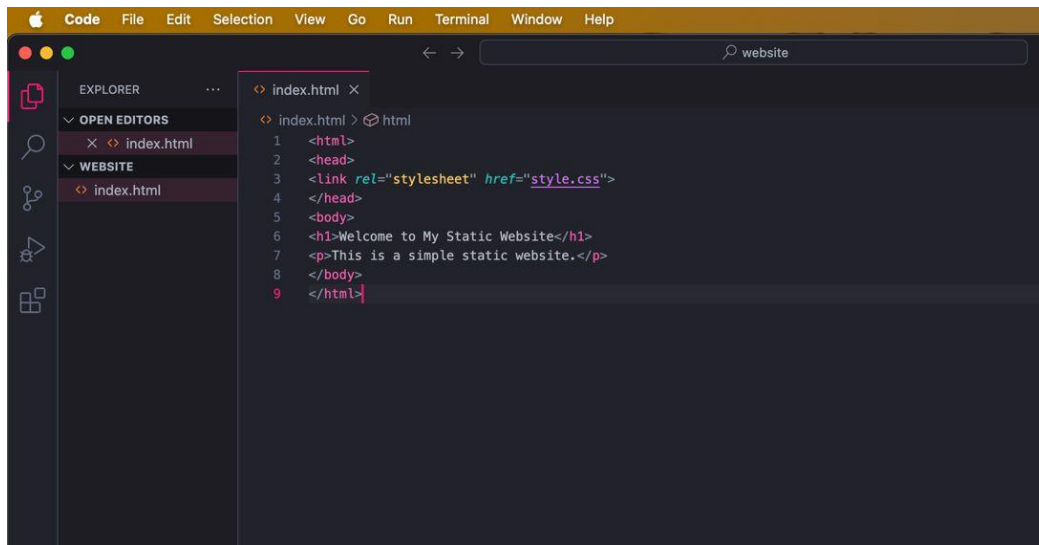 Code File Edit Selection View Go Run Terminal Window Help
website
EXPLORER ...
index.html
OPEN EDITORS
index.html
WEBSITE
index.html
index.html > html
1 <html>
2 <head>
3 <link rel="stylesheet" href="style.css">
4 </head>
5 <body>
6 <h1>Welcome to My Static Website</h1>
7 <p>This is a simple static website.</p>
8 </body>
9 </html>